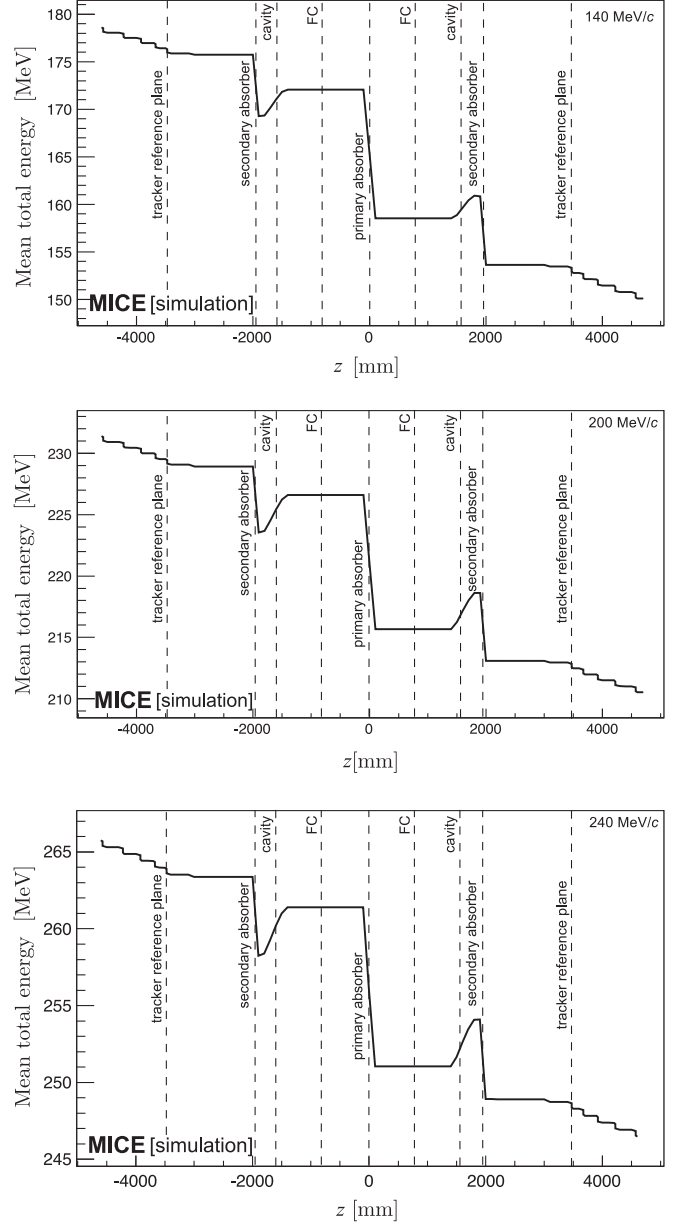 140 MeV/c
Mean total energy [MeV]
180
175
170
165
160
155
150
tracker reference plane
secondary absorber
cavity
FC
primary absorber
FC
cavity
secondary absorber
tracker reference plane
MICE [simulation]
-4000 -2000 0 2000 4000
z [mm]
200 MeV/c
Mean total energy [MeV]
230
225
220
215
210
tracker reference plane
secondary absorber
cavity
FC
primary absorber
FC
cavity
secondary absorber
tracker reference plane
MICE [simulation]
-4000 -2000 0 2000 4000
z[mm]
240 MeV/c
Mean total energy [MeV]
265
260
255
250
245
tracker reference plane
secondary absorber
cavity
FC
primary absorber
FC
cavity
secondary absorber
tracker reference plane
MICE [simulation]
-4000 -2000 0 2000 4000
z [mm]